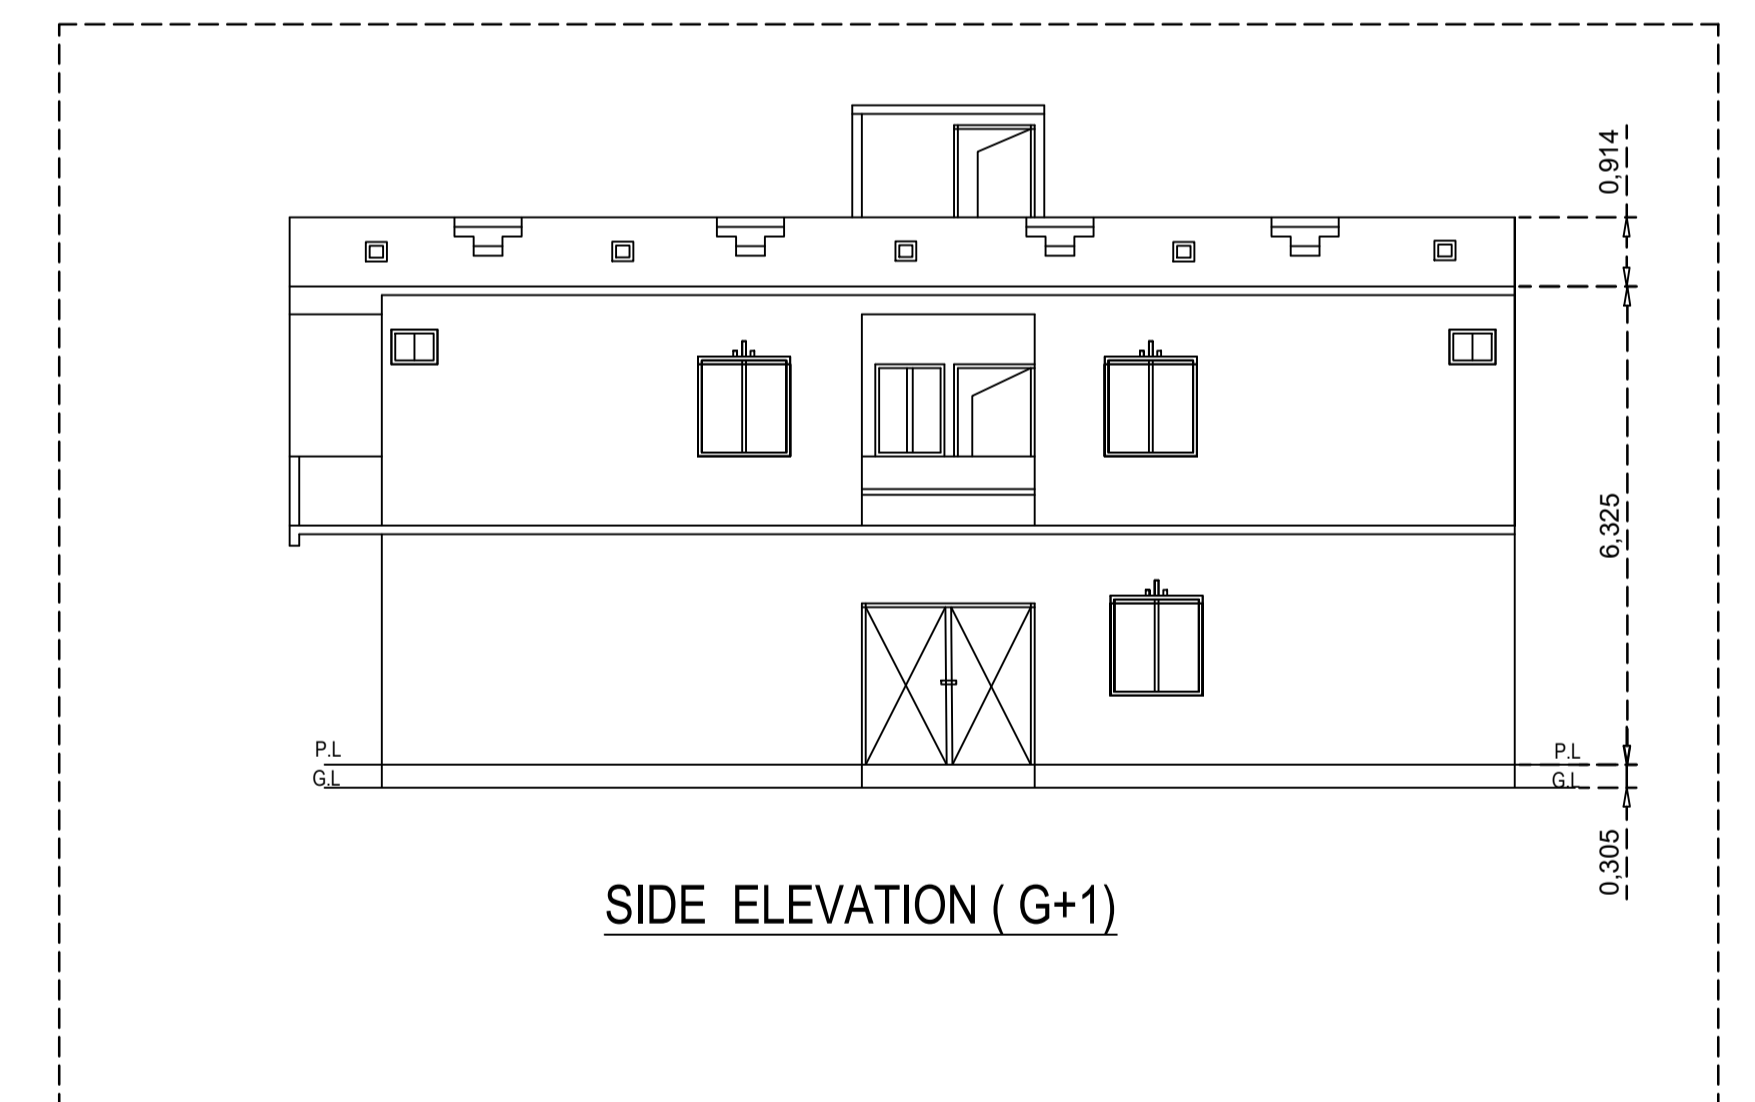 0,914
6,325
P.L
P.L
G.L
G.L
0,305
SIDE ELEVATION ( G+1)